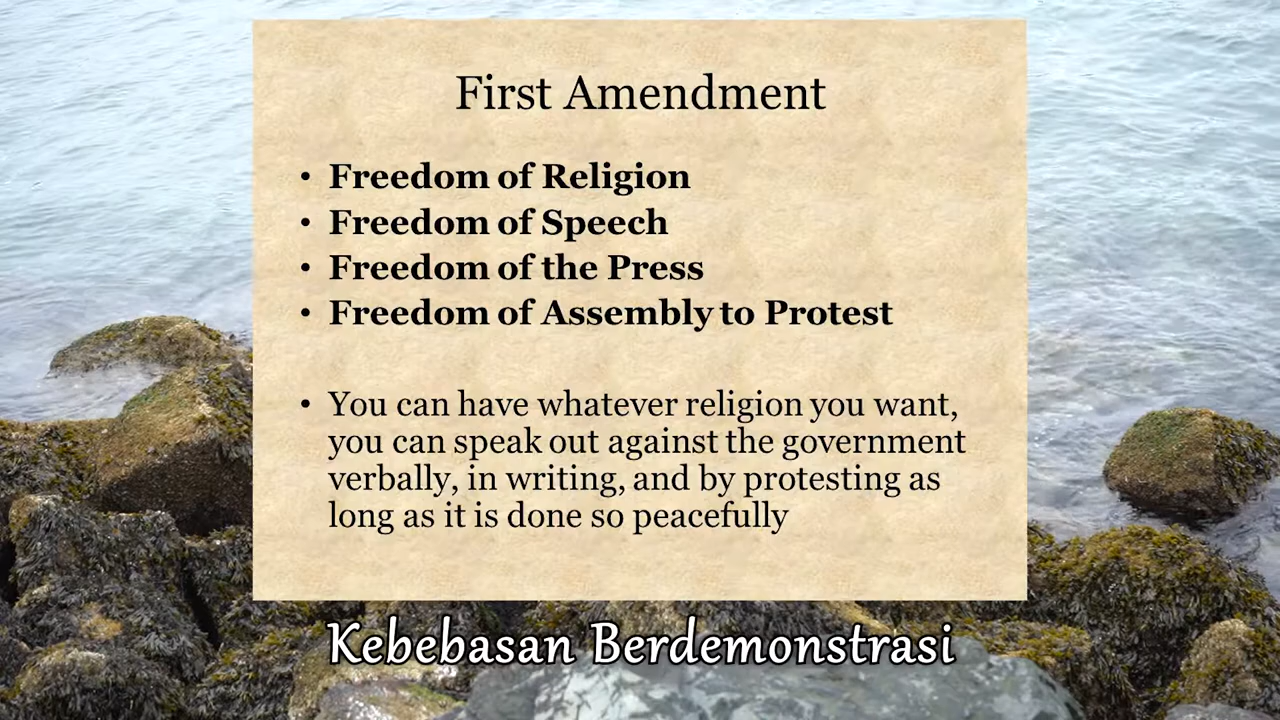 First Amendment
• Freedom of Religion
• Freedom of Speech
• Freedom of the Press
• Freedom of Assembly to Protest
• You can have whatever religion you want,
you can speak out against the government
verbally, in writing, and by protesting as
long as it is done so peacefully
Kebebasan Berdemonstrasi